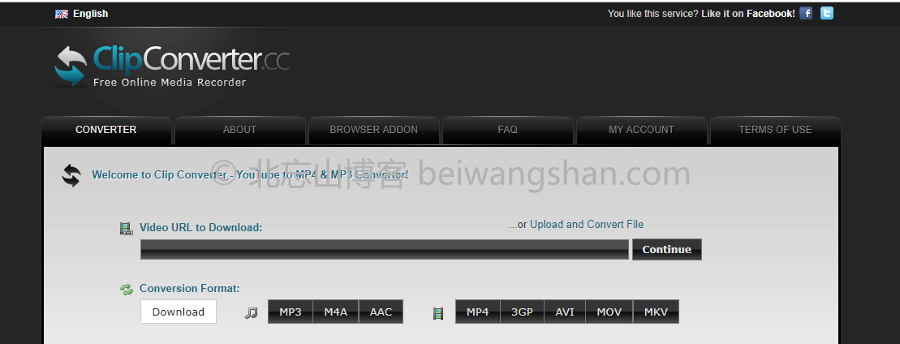 English
You like this service? Like it on Facebook!
ClipConverter.cc
Free Online Media Recorder
CONVERTER ABOUT BROWSER ADDON FAQ MY ACCOUNT TERMS OF USE
Welcome to Clip Converter - YouTube to MP4 & MP3 Converter!
© 北忘山博客 beiwangshan.com
Video URL to Download:
...or Upload and Convert File
Continue
Conversion Format:
Download MP3 M4A AAC MP4 3GP AVI MOV MKV